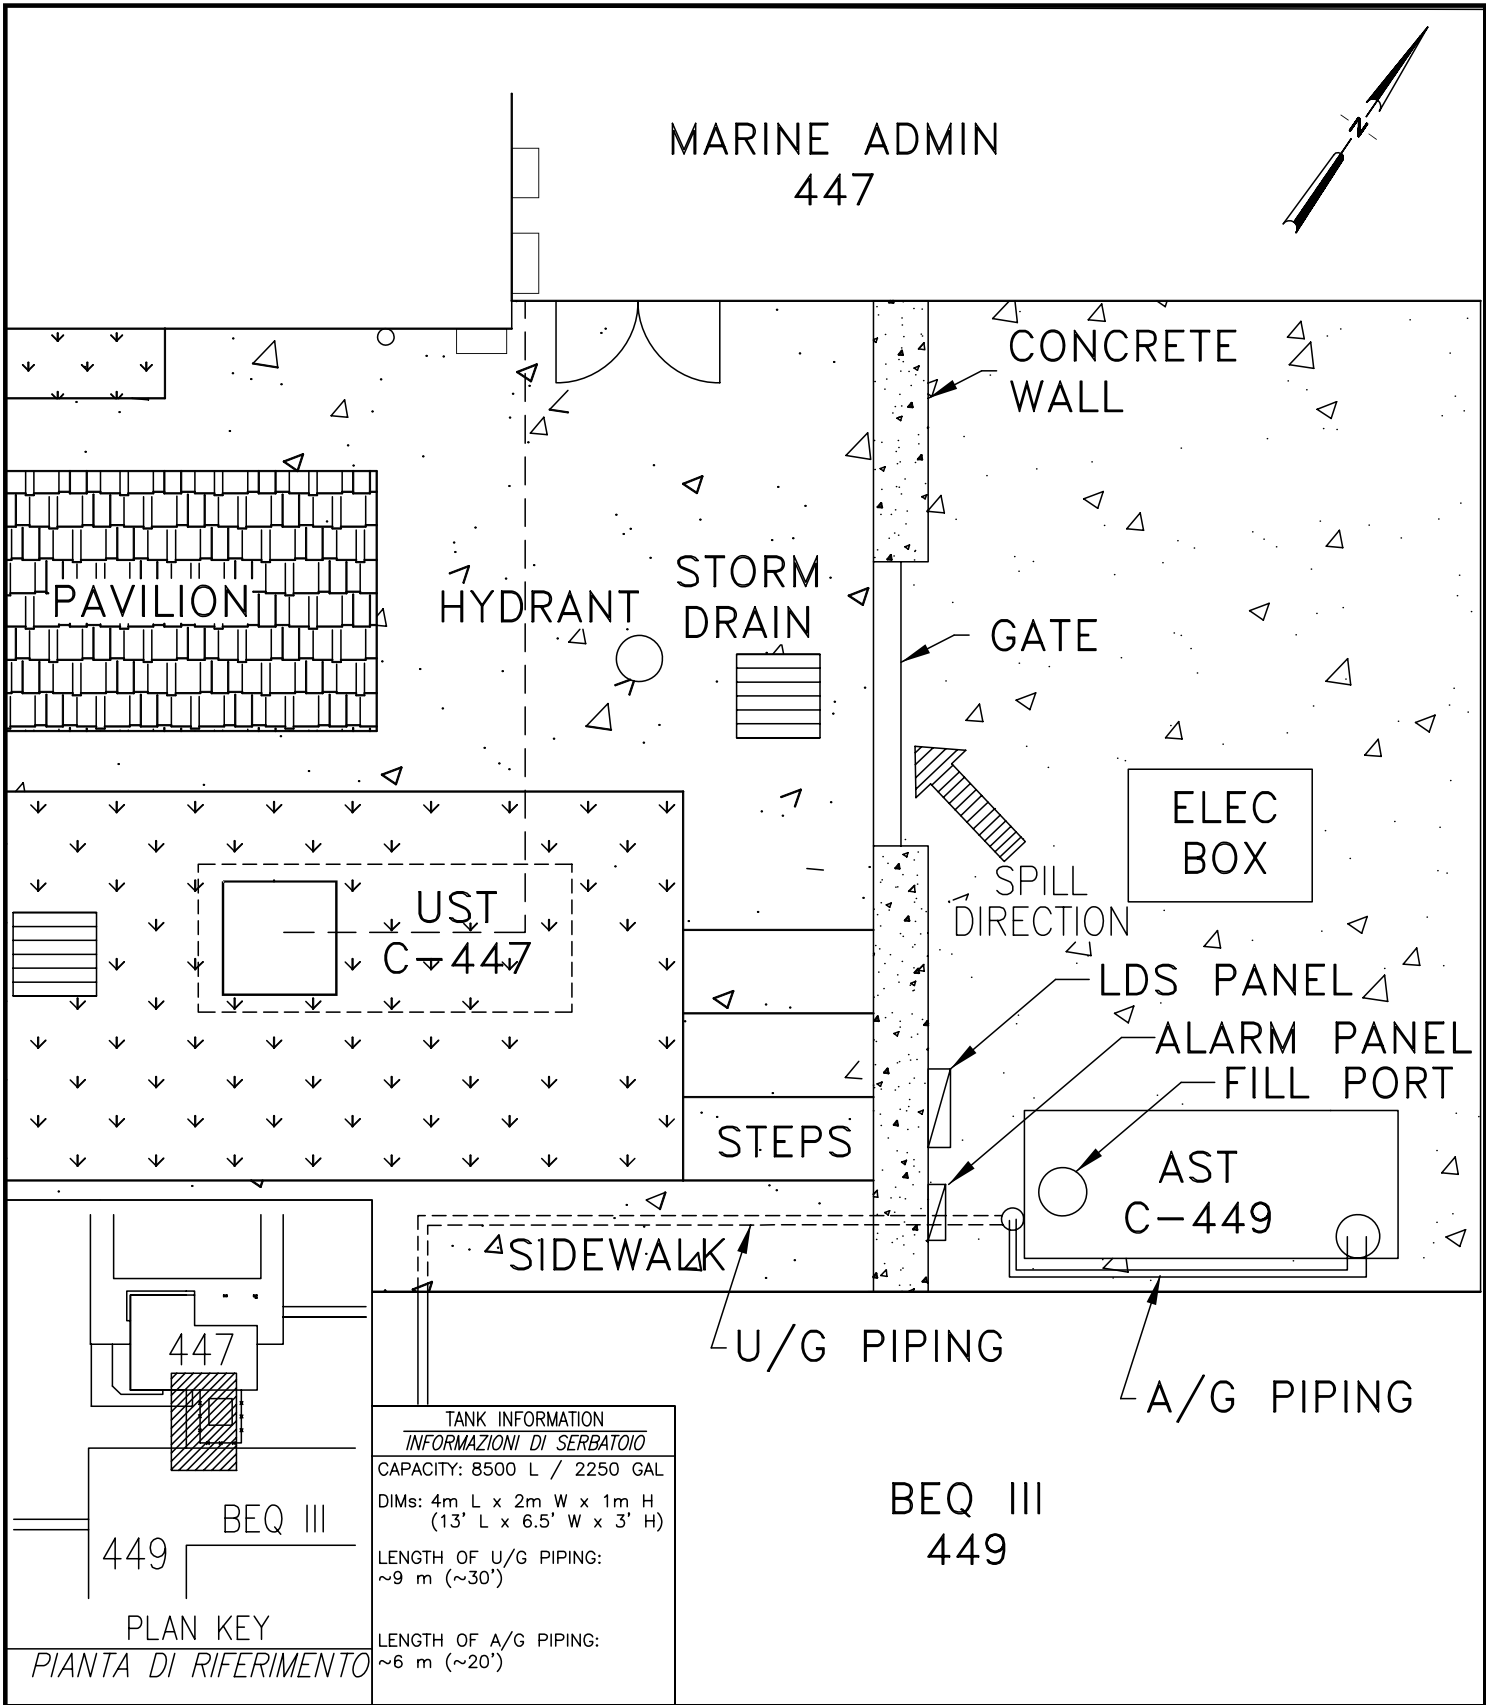 MARINE ADMIN
447
N
CONCRETE
WALL
PAVILION
HYDRANT
STORM
DRAIN
GATE
ELEC
BOX
SPILL
DIRECTION
UST
C-447
LDS PANEL
ALARM PANEL
FILL PORT
STEPS
AST
C-449
SIDEWALK
U/G PIPING
A/G PIPING
447
BEQ III
449
PLAN KEY
PIANTA DI RIFERIMENTO
TANK INFORMATION
INFORMAZIONI DI SERBATOIO
CAPACITY: 8500 L / 2250 GAL
DIMs: 4m L x 2m W x 1m H
(13' L x 6.5' W x 3' H)
LENGTH OF U/G PIPING:
~9 m (~30')
LENGTH OF A/G PIPING:
~6 m (~20')
BEQ III
449